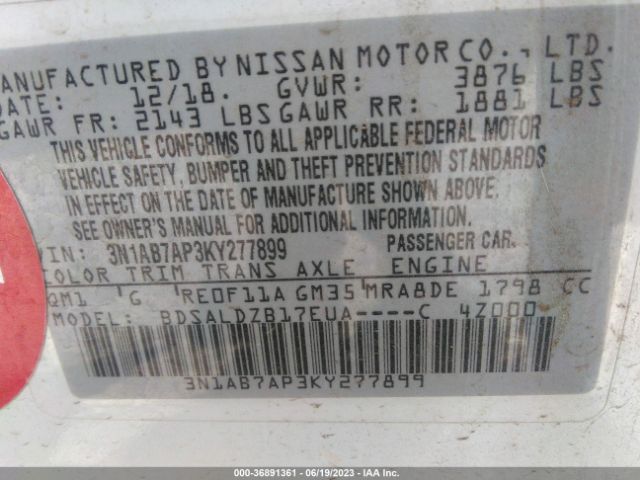 MANUFACTURED BY NISSAN MOTOR CO., LTD.
DATE: 12/18. GVWR: 3876 LBS
GAWR FR: 2143 LBS GAWR RR: 1881 LBS
THIS VEHICLE CONFORMS TO ALL APPLICABLE FEDERAL MOTOR
VEHICLE SAFETY, BUMPER AND THEFT PREVENTION STANDARDS
IN EFFECT ON THE DATE OF MANUFACTURE SHOWN ABOVE.
SEE OWNER'S MANUAL FOR ADDITIONAL INFORMATION.
VIN: 3N1AB7AP3KY277899 PASSENGER CAR.
COLOR TRIM TRANS AXLE ENGINE
QM1 G RE0F11A GM35 MRA8DE 1798 CC
MODEL: BDSALDZB17EUA----C 4Z000
3N1AB7AP3KY277899
000-36891361 - 06/19/2023 - IAA Inc.